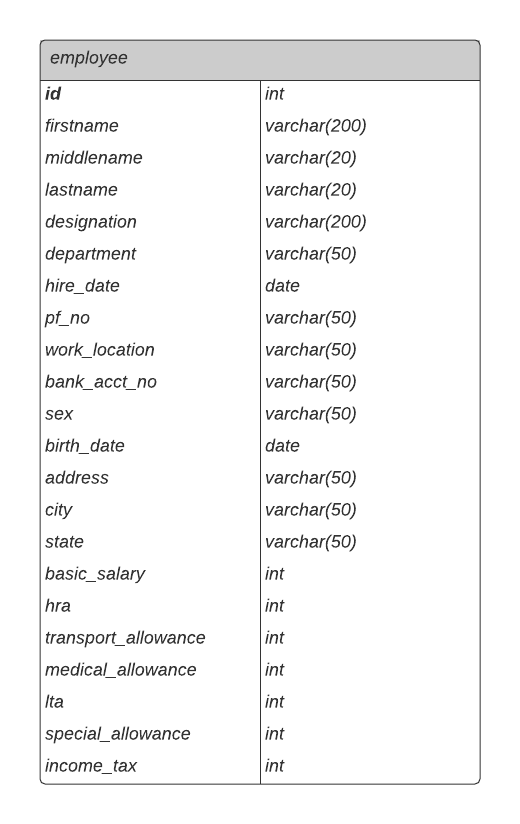 employee
id int
firstname varchar(200)
middlename varchar(20)
lastname varchar(20)
designation varchar(200)
department varchar(50)
hire_date date
pf_no varchar(50)
work_location varchar(50)
bank_acct_no varchar(50)
sex varchar(50)
birth_date date
address varchar(50)
city varchar(50)
state varchar(50)
basic_salary int
hra int
transport_allowance int
medical_allowance int
lta int
special_allowance int
income_tax int